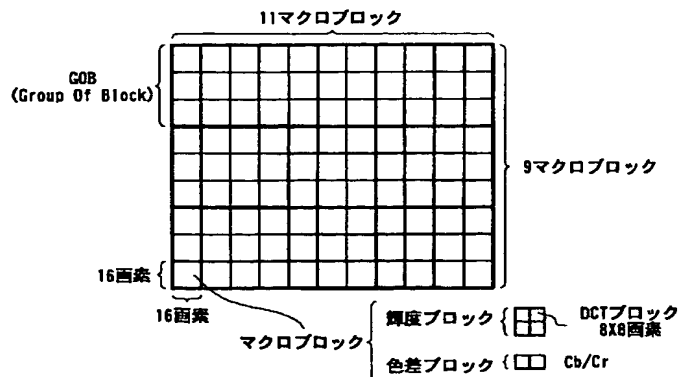 11マクロブロック
GOB
(Group Of Block)
9マクロブロック
16画素
16画素
マクロブロック
輝度ブロック
DCTブロック
8X8画素
色差ブロック
Cb/Cr